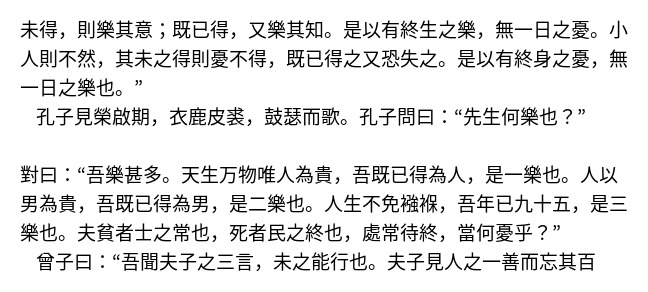 未得，則樂其意；既已得，又樂其知。是以有終生之樂，無一日之憂。小
人則不然，其未之得則憂不得，既已得之又恐失之。是以有終身之憂，無
一日之樂也。”
孔子見榮啟期，衣鹿皮裘，鼓瑟而歌。孔子問曰：“先生何樂也？”
對曰：“吾樂甚多。天生万物唯人為貴，吾既已得為人，是一樂也。人以
男為貴，吾既已得為男，是二樂也。人生不免襁褓，吾年已九十五，是三
樂也。夫貧者士之常也，死者民之終也，處常待終，當何憂乎？”
曾子曰：“吾聞夫子之三言，未之能行也。夫子見人之一善而忘其百